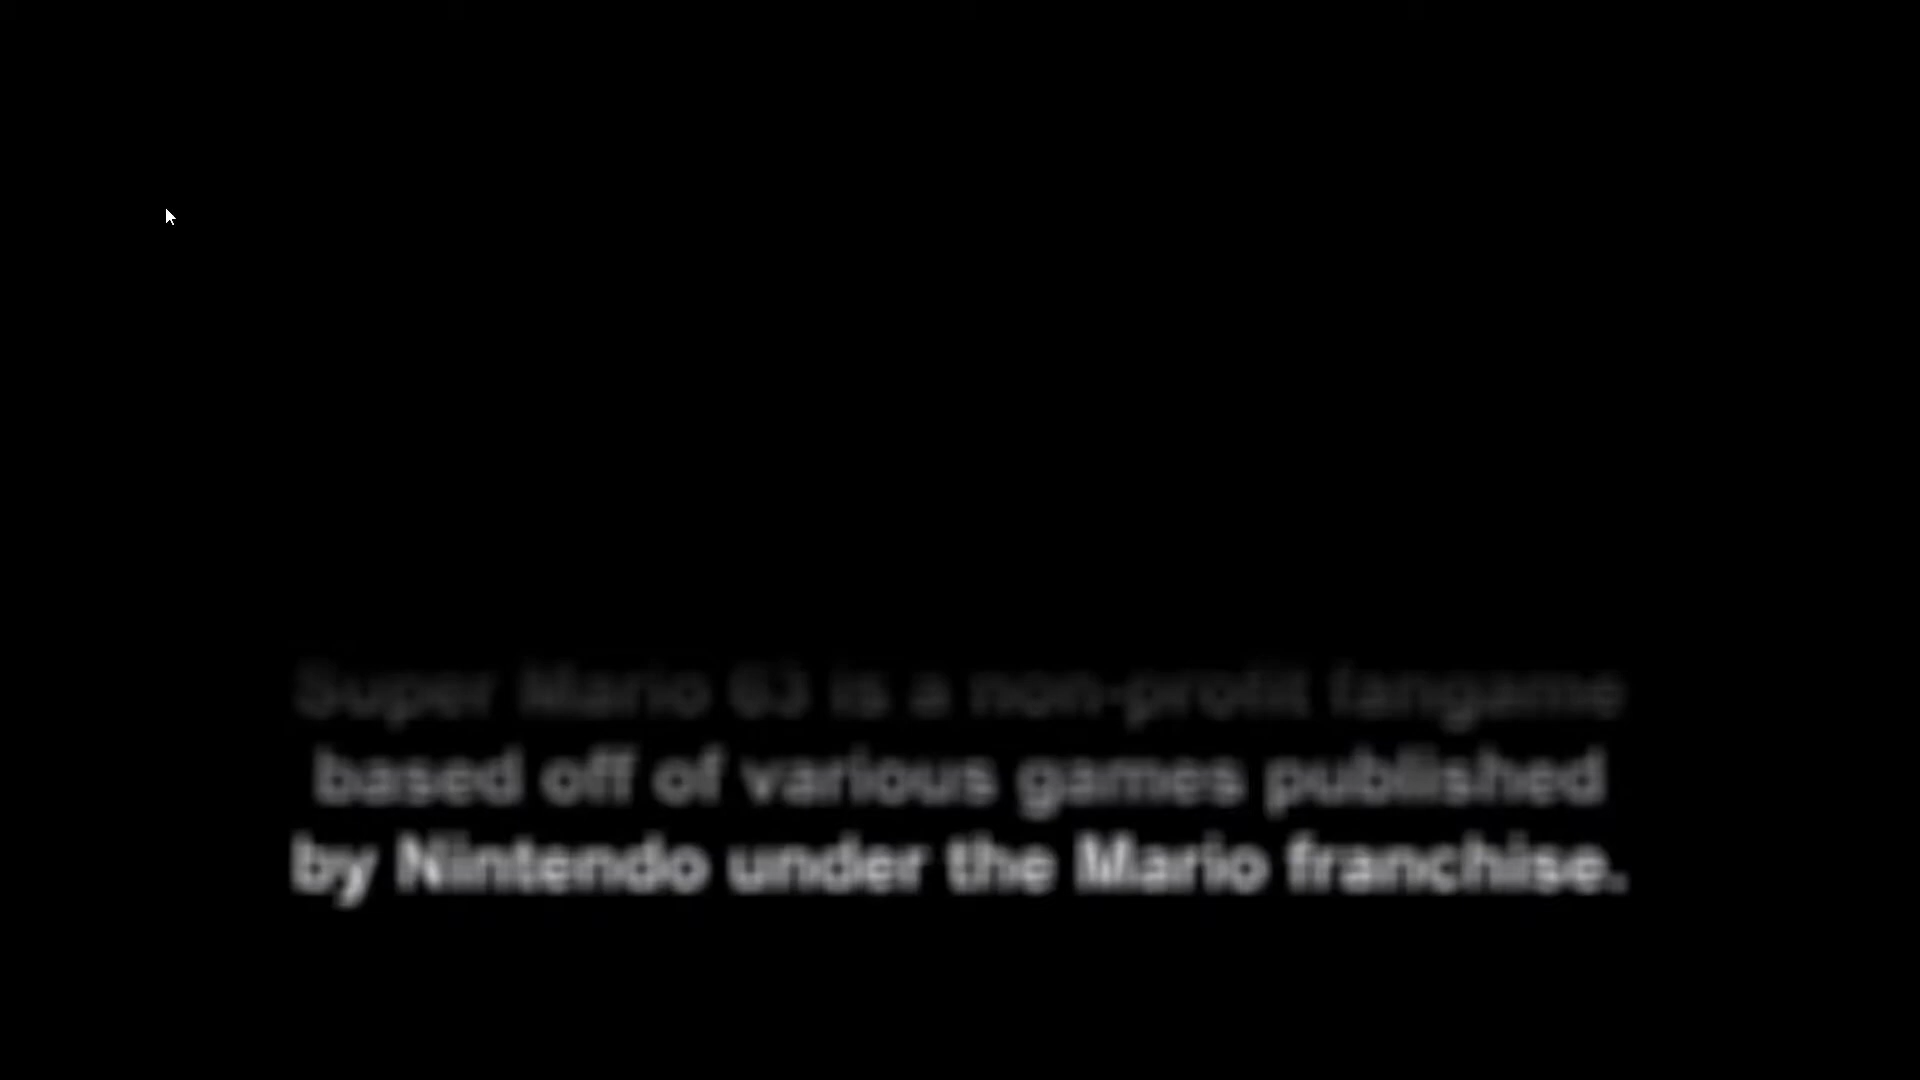 Super Mario 63 is a non-profit fangame
based off of various games published
by Nintendo under the Mario franchise.